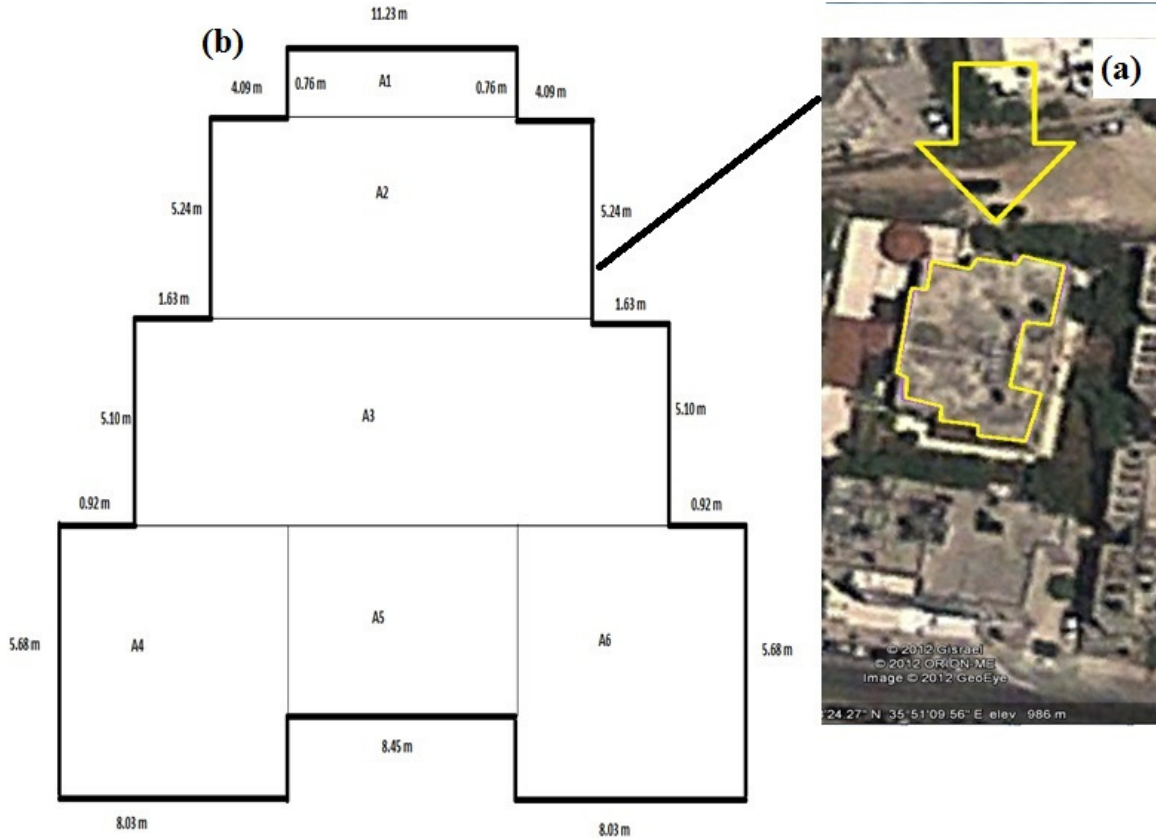 11.23 m
(b)
(a)
4.09 m
0.76 m
A1
0.76 m
4.09 m
A2
5.24 m
5.24 m
1.63 m
1.63 m
5.10 m
A3
5.10 m
0.92 m
0.92 m
5.68 m
A4
A5
A6
5.68 m
8.45 m
8.03 m
8.03 m
© 2012 Gisrael
© 2012 ORION-ME
Image © 2012 GeoEye
'24.27" N 35°51'09.56" E elev 986 m